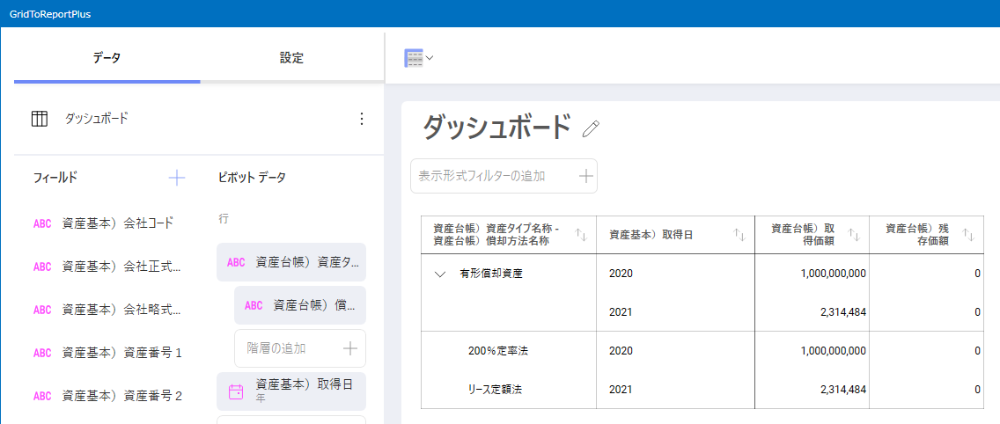 GridToReportPlus
データ
設定
ダッシュボード
フィールド
ピボット データ
ABC 資産基本）会社コード
ABC 資産基本）会社正式...
ABC 資産基本）会社略式...
ABC 資産基本）資産番号１
ABC 資産基本）資産番号２
行
ABC 資産台帳）資産タ...
ABC 資産台帳）償...
階層の追加
資産基本）取得日
年
ダッシュボード
表示形式フィルターの追加
資産台帳）資産タイプ名称 -
資産台帳）償却方法名称
資産基本）取得日
資産台帳）取
得価額
資産台帳）残
存価額
有形償却資産 2020 1,000,000,000 0
2021 2,314,484 0
200％定率法 2020 1,000,000,000 0
リース定額法 2021 2,314,484 0